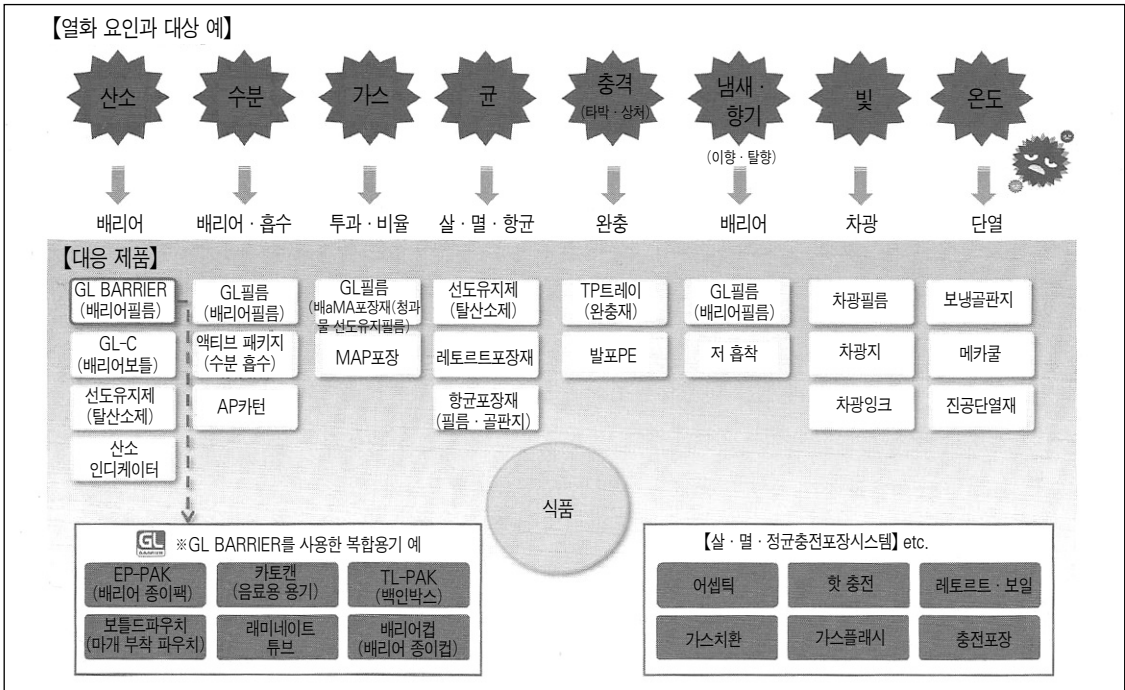 【열화 요인과 대상 예】
산소
수분
가스
균
충격
(타박 · 상처)
냄새 ·
향기
(이향 · 탈향)
빛
온도
배리어
배리어 · 흡수
투과 · 비율
살 · 멸 · 항균
완충
배리어
차광
단열
【대응 제품】
GL BARRIER
(배리어필름)
GL-C
(배리어보틀)
선도유지제
(탈산소제)
산소
인디케이터
GL필름
(배리어필름)
액티브 패키지
(수분 흡수)
AP카턴
GL필름
(배aMA포장재(청과
물 선도유지필름)
MAP포장
선도유지제
(탈산소제)
레토르트포장재
항균포장재
(필름 · 골판지)
TP트레이
(완충재)
발포PE
GL필름
(배리어필름)
저 흡착
차광필름
차광지
차광잉크
보냉골판지
메카쿨
진공단열재
식품
GL
BARRIER
※GL BARRIER를 사용한 복합용기 예
EP-PAK
(배리어 종이팩)
카토캔
(음료용 용기)
TL-PAK
(백인박스)
보틀드파우치
(마개 부착 파우치)
래미네이트
튜브
배리어컵
(배리어 종이컵)
【살 · 멸 · 정균충전포장시스템】 etc.
어셉틱
핫 충전
레토르트 · 보일
가스치환
가스플래시
충전포장